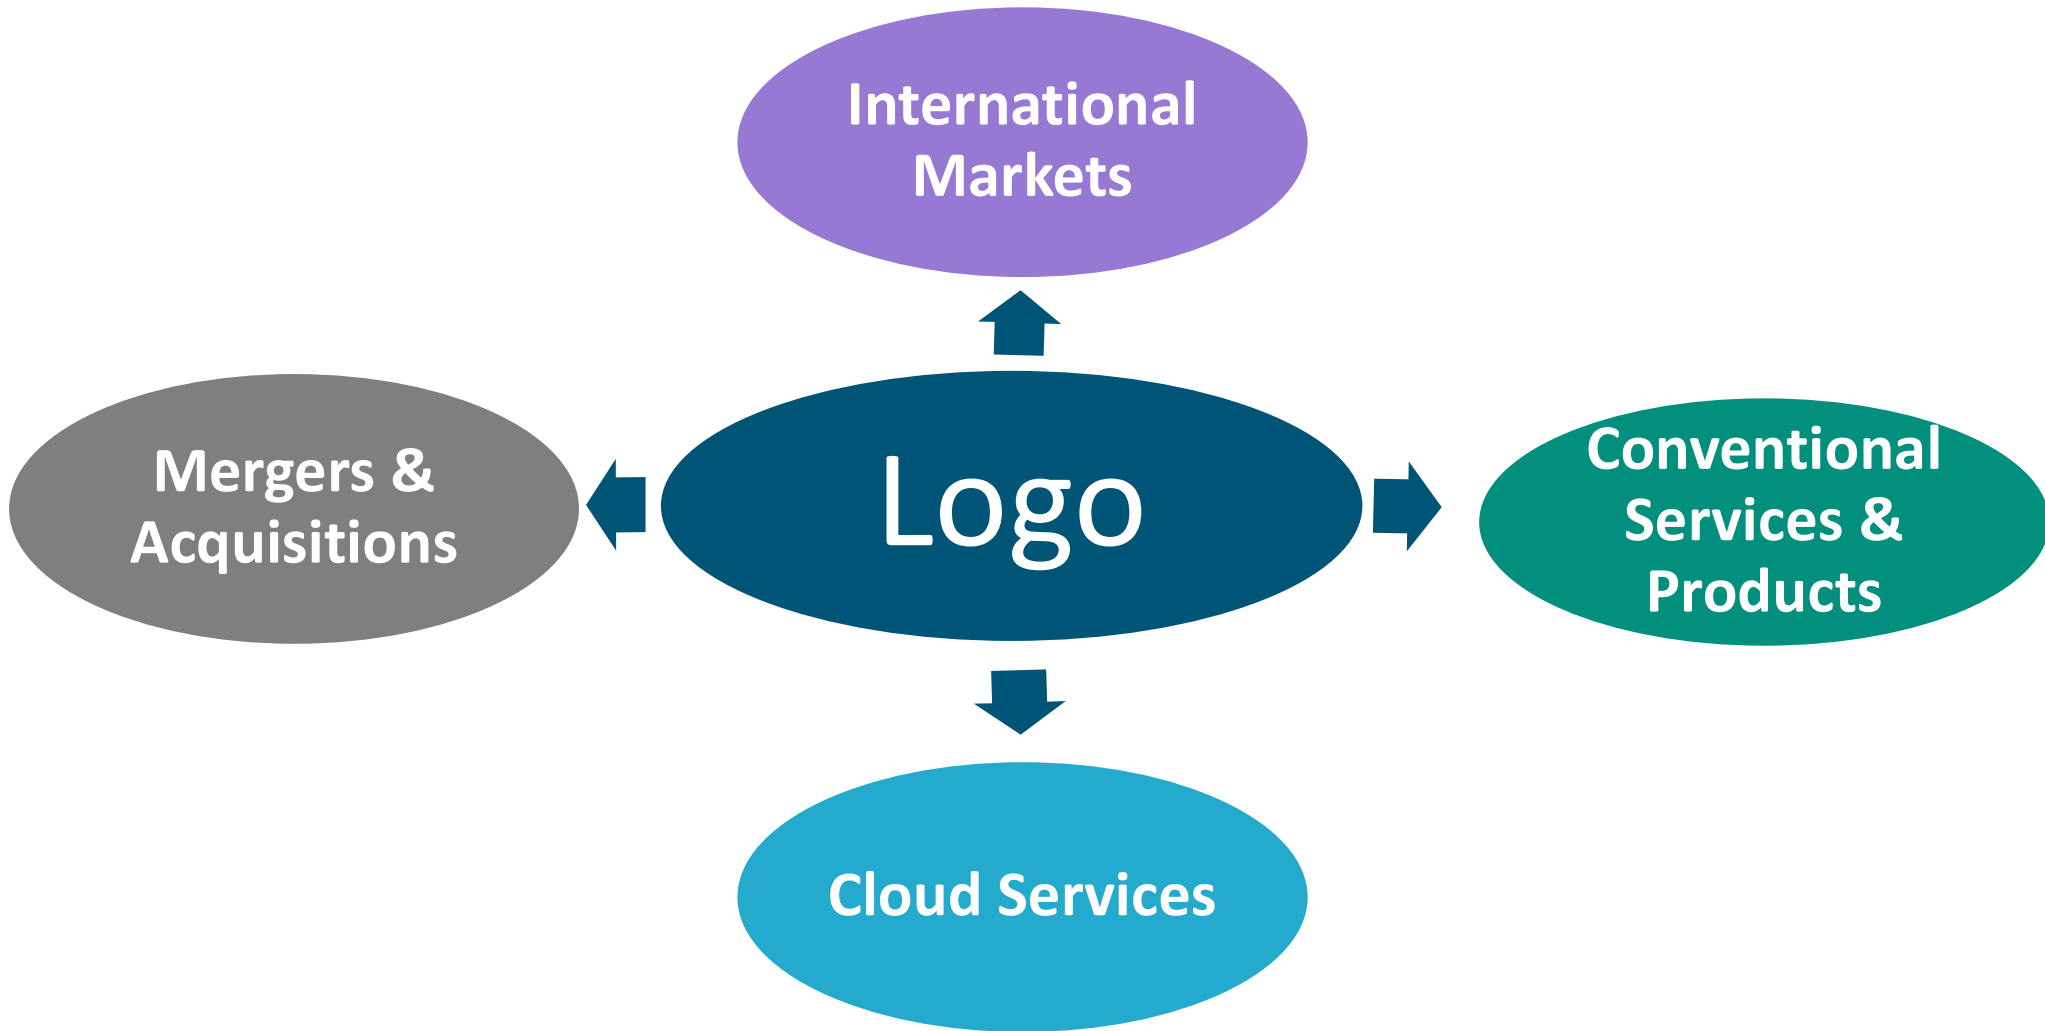 International
Markets
Mergers &
Acquisitions
Logo
Conventional
Services &
Products
Cloud Services